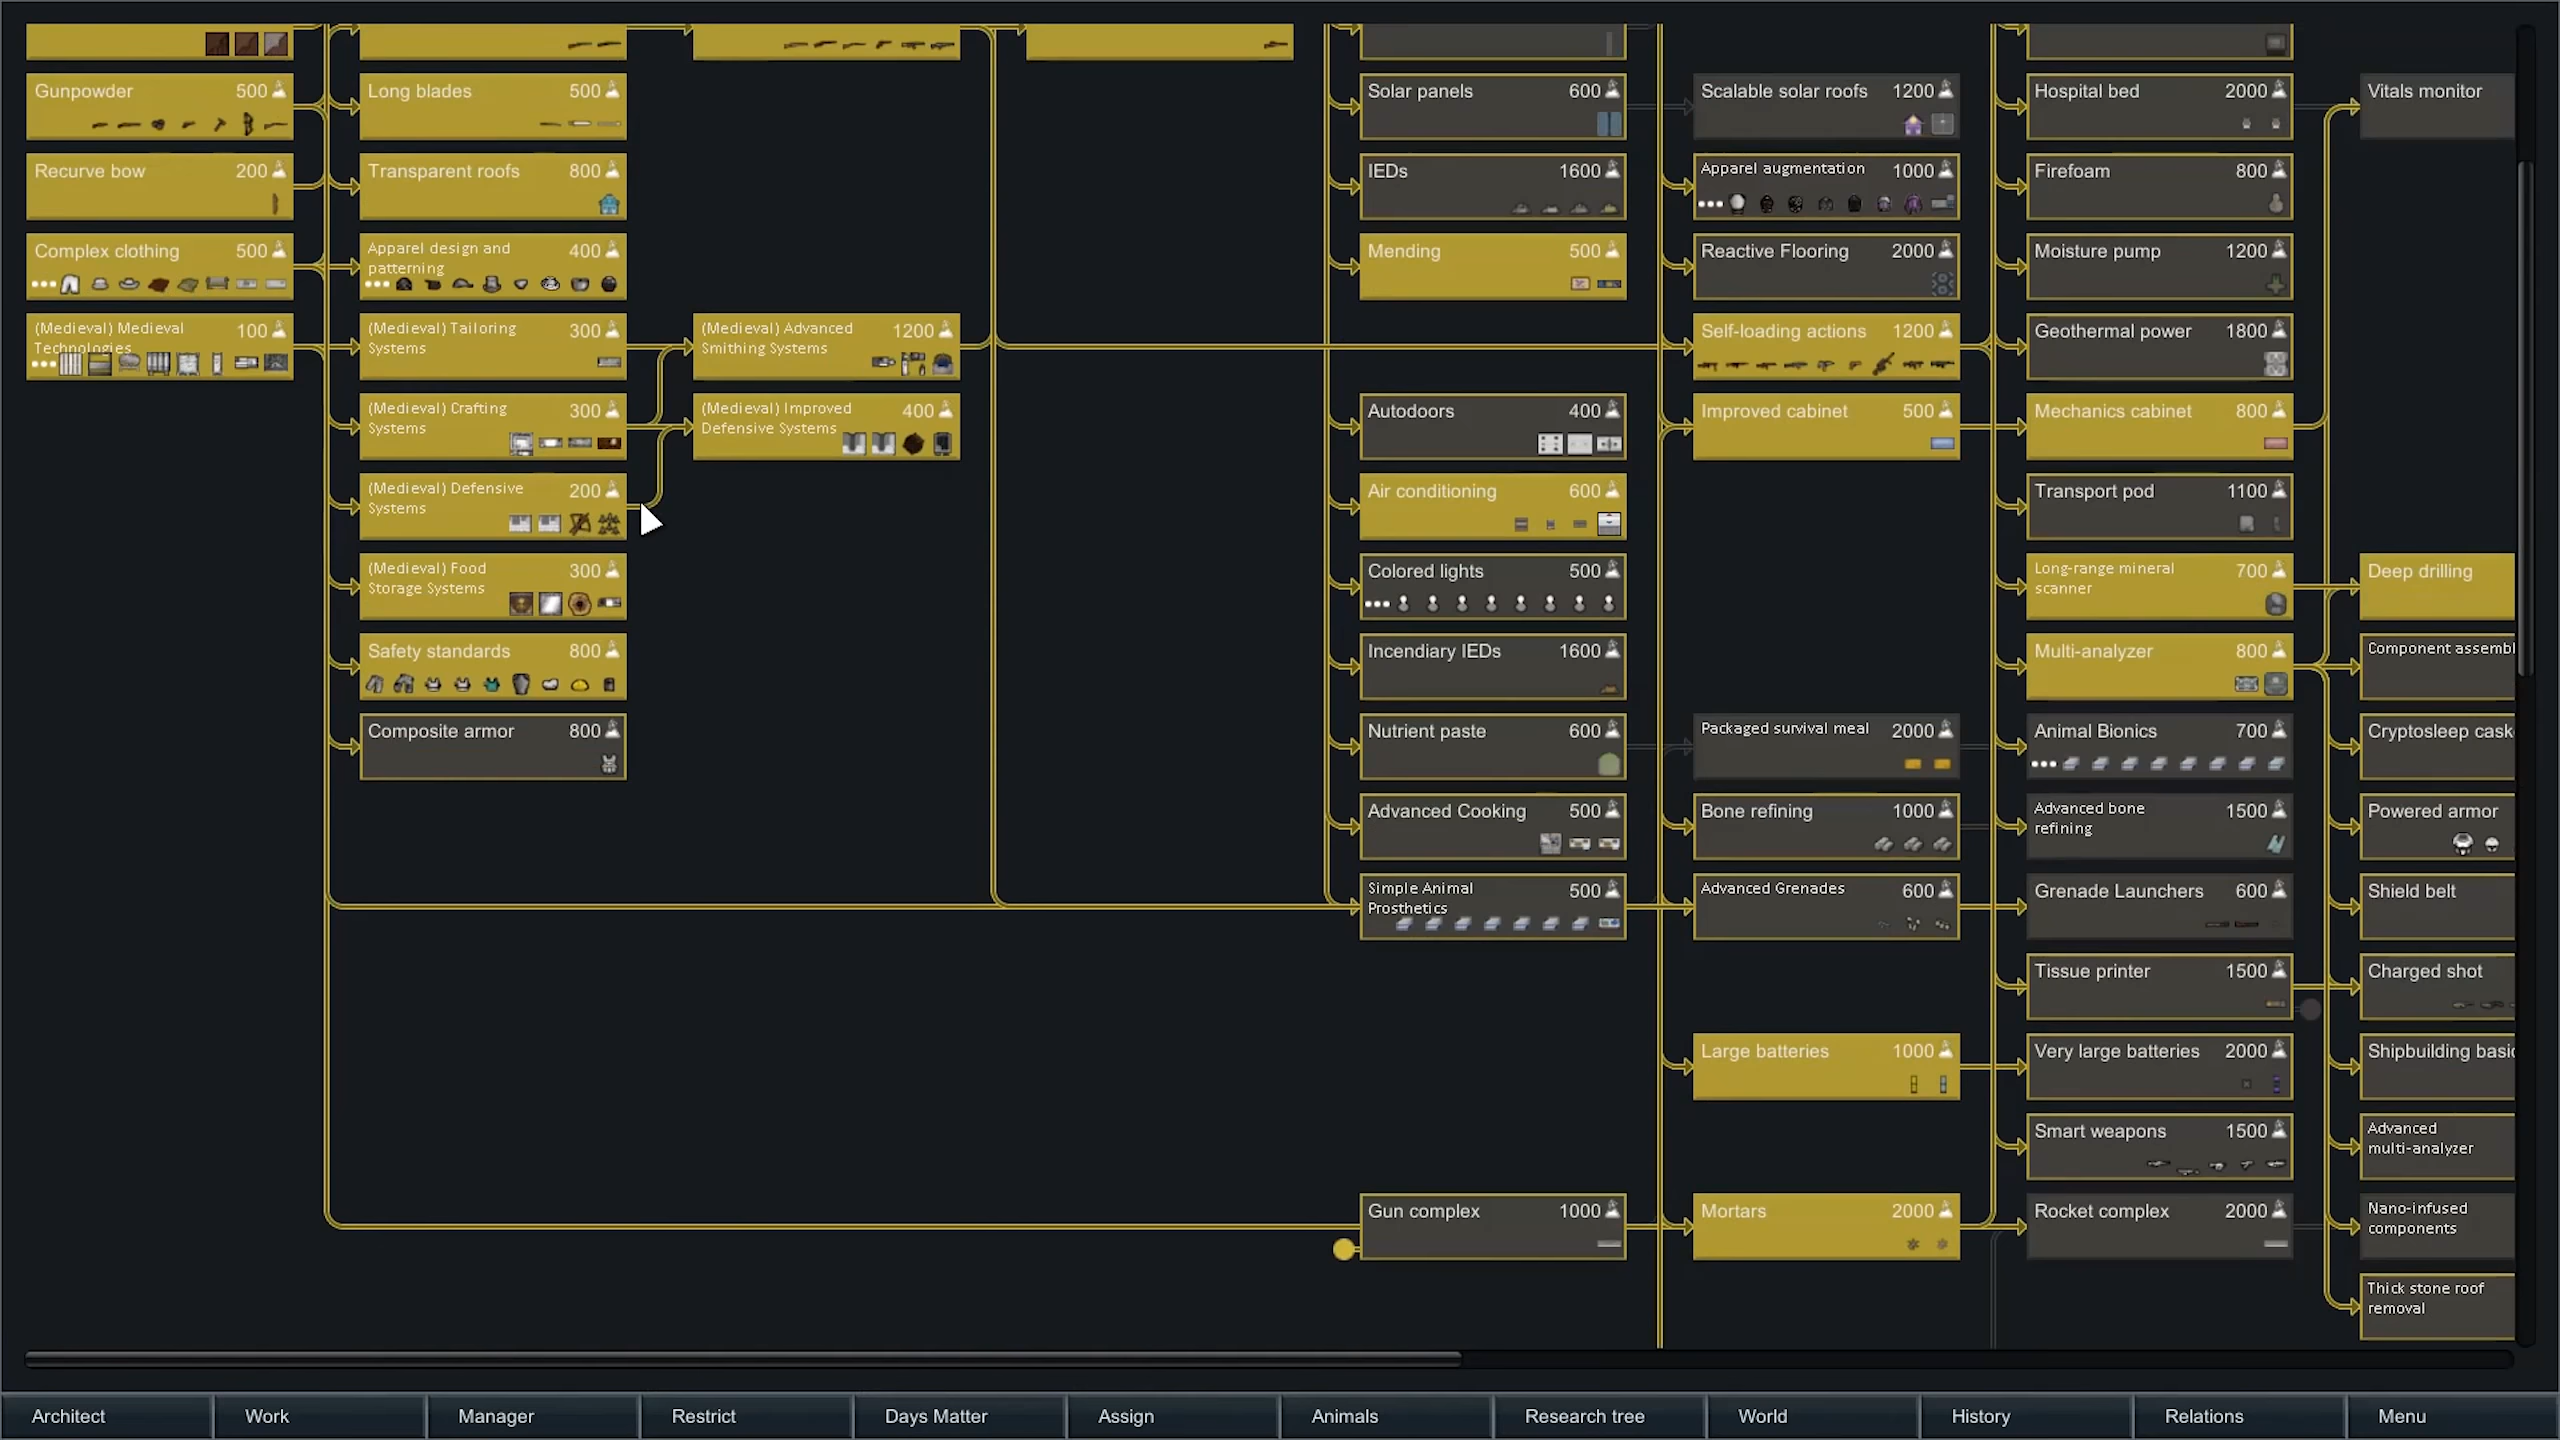 Gunpowder 500
Recurve bow 200
Complex clothing 500
(Medieval) Medieval 100
Technologies
Long blades 500
Transparent roofs 800
Apparel design and 400
patterning
(Medieval) Tailoring 300
Systems
(Medieval) Crafting 300
Systems
(Medieval) Defensive 200
Systems
(Medieval) Food 300
Storage Systems
Safety standards 800
Composite armor 800
(Medieval) Advanced 1200
Smithing Systems
(Medieval) Improved 400
Defensive Systems
Solar panels 600
IEDs 1600
Mending 500
Autodoors 400
Air conditioning 600
Colored lights 500
Incendiary IEDs 1600
Nutrient paste 600
Advanced Cooking 500
Simple Animal 500
Prosthetics
Gun complex 1000
Scalable solar roofs 1200
Apparel augmentation 1000
Reactive Flooring 2000
Self-loading actions 1200
Improved cabinet 500
Packaged survival meal 2000
Bone refining 1000
Advanced Grenades 600
Large batteries 1000
Mortars 2000
Hospital bed 2000
Firefoam 800
Moisture pump 1200
Geothermal power 1800
Mechanics cabinet 800
Transport pod 1100
Long-range mineral 700
scanner
Multi-analyzer 800
Animal Bionics 700
Advanced bone 1500
refining
Grenade Launchers 600
Tissue printer 1500
Very large batteries 2000
Smart weapons 1500
Rocket complex 2000
Vitals monitor
Deep drilling
Component assembl
Cryptosleep cask
Powered armor
Shield belt
Charged shot
Shipbuilding basic
Advanced
multi-analyzer
Nano-infused
components
Thick stone roof
removal
Architect Work Manager Restrict Days Matter Assign Animals Research tree World History Relations Menu